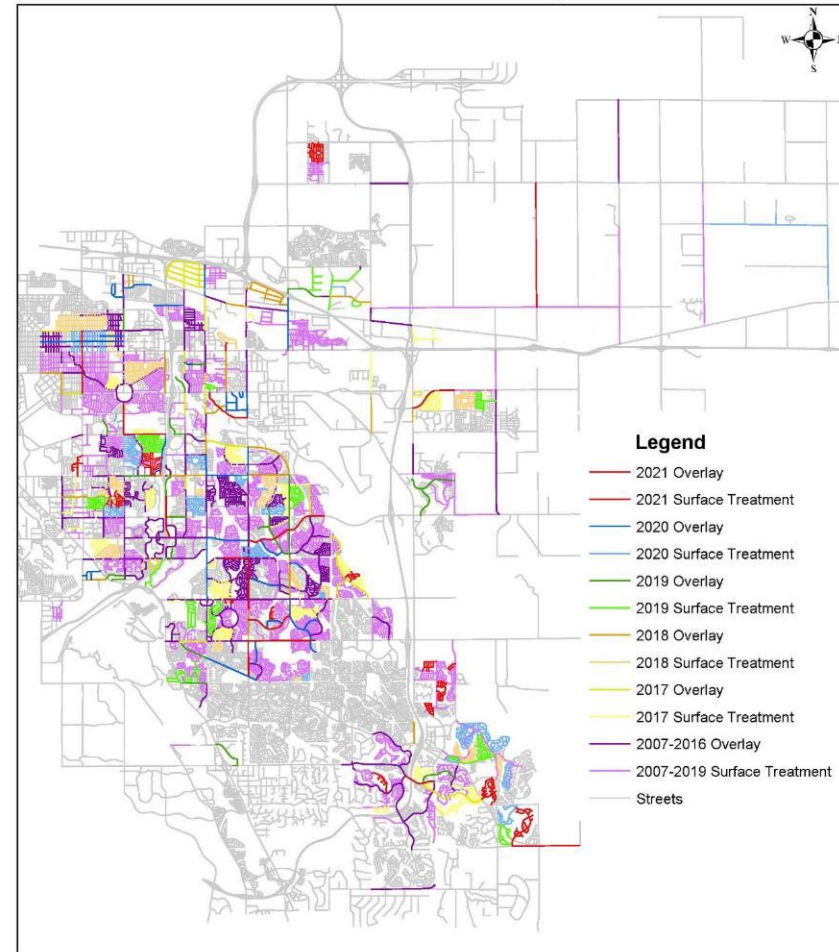 N
W
S
Legend
2021 Overlay
2021 Surface Treatment
2020 Overlay
2020 Surface Treatment
2019 Overlay
2019 Surface Treatment
2018 Overlay
2018 Surface Treatment
2017 Overlay
2017 Surface Treatment
2007-2016 Overlay
2007-2019 Surface Treatment
Streets